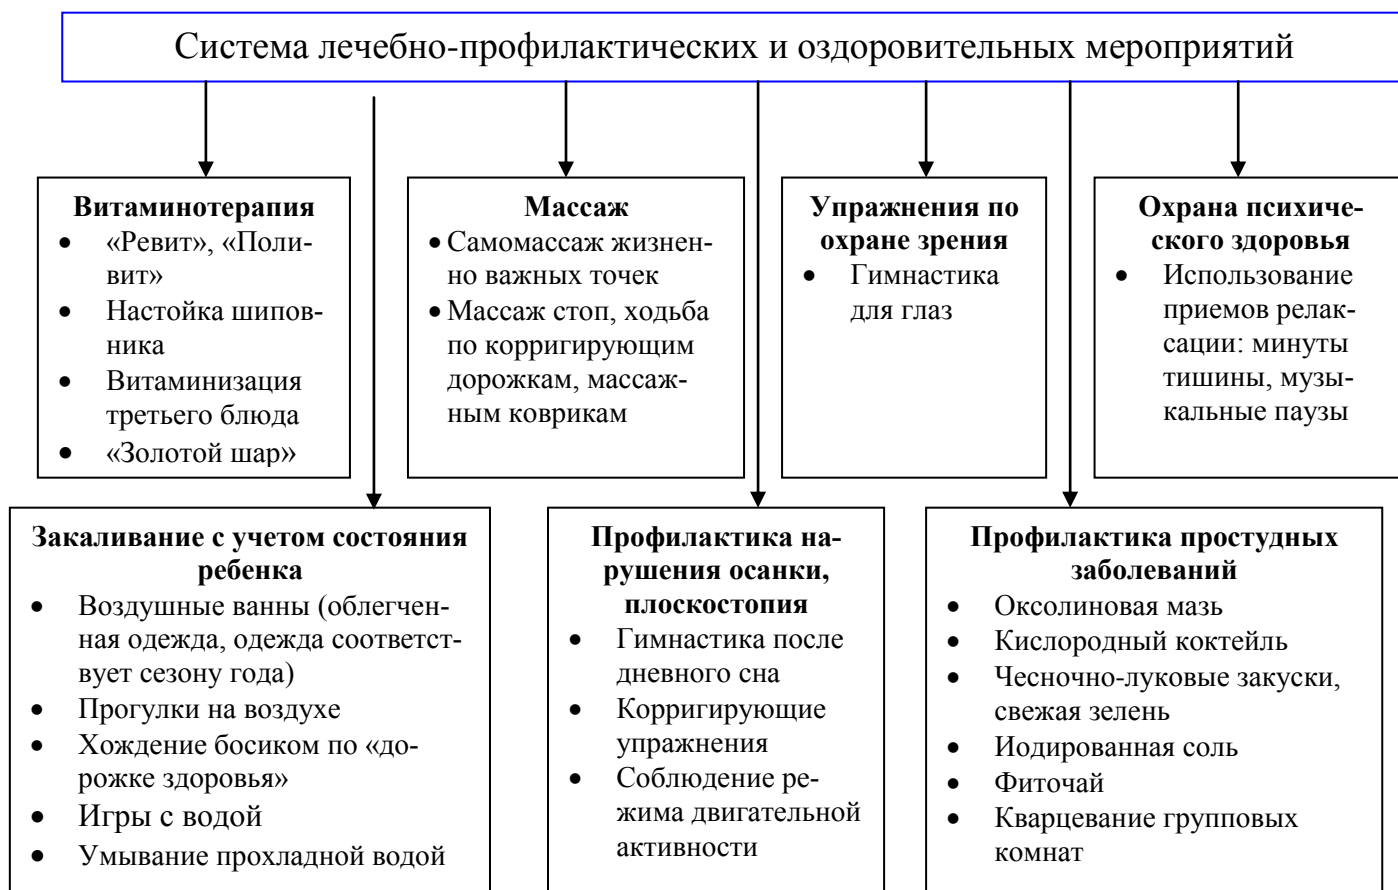 Система лечебно-профилактических и оздоровительных мероприятий
Витаминотерапия
• «Ревит», «Поли-
вит»
• Настойка шипов-
ника
• Витаминизация
третьего блюда
• «Золотой шар»
Массаж
• Самомассаж жизнен-
но важных точек
• Массаж стоп, ходьба
по корригирующим
дорожкам, массаж-
ным коврикам
Упражнения по
охране зрения
• Гимнастика
для глаз
Охрана психиче-
ского здоровья
• Использование
приемов релак-
сации: минуты
тишины, музы-
кальные паузы
Закаливание с учетом состояния
ребенка
• Воздушные ванны (облегчен-
ная одежда, одежда соответст-
вует сезону года)
• Прогулки на воздухе
• Хождение босиком по «до-
рожке здоровья»
• Игры с водой
• Умывание прохладной водой
Профилактика на-
рушения осанки,
плоскостопия
• Гимнастика после
дневного сна
• Корригирующие
упражнения
• Соблюдение ре-
жима двигательной
активности
Профилактика простудных
заболеваний
• Оксолиновая мазь
• Кислородный коктейль
• Чесночно-луковые закуски,
свежая зелень
• Иодированная соль
• Фиточай
• Кварцевание групповых
комнат